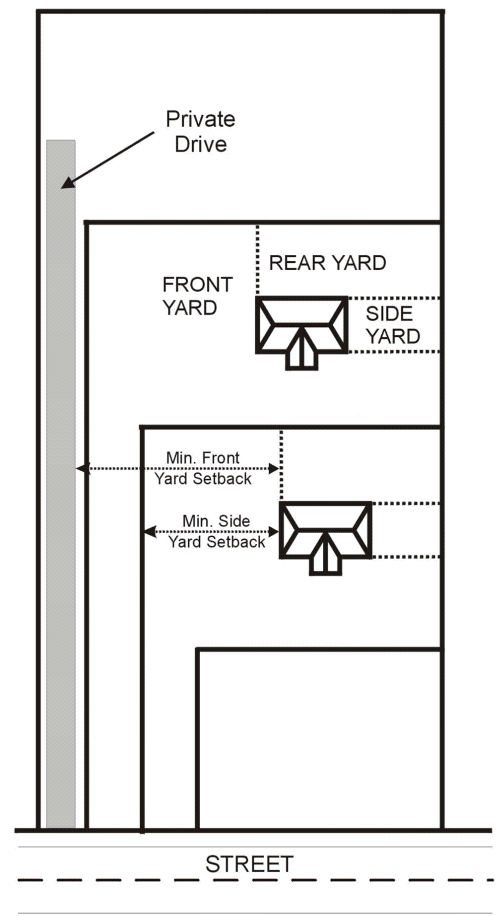 Private
Drive
REAR YARD
FRONT
YARD
SIDE
YARD
Min. Front
Yard Setback
Min. Side
Yard Setback
STREET